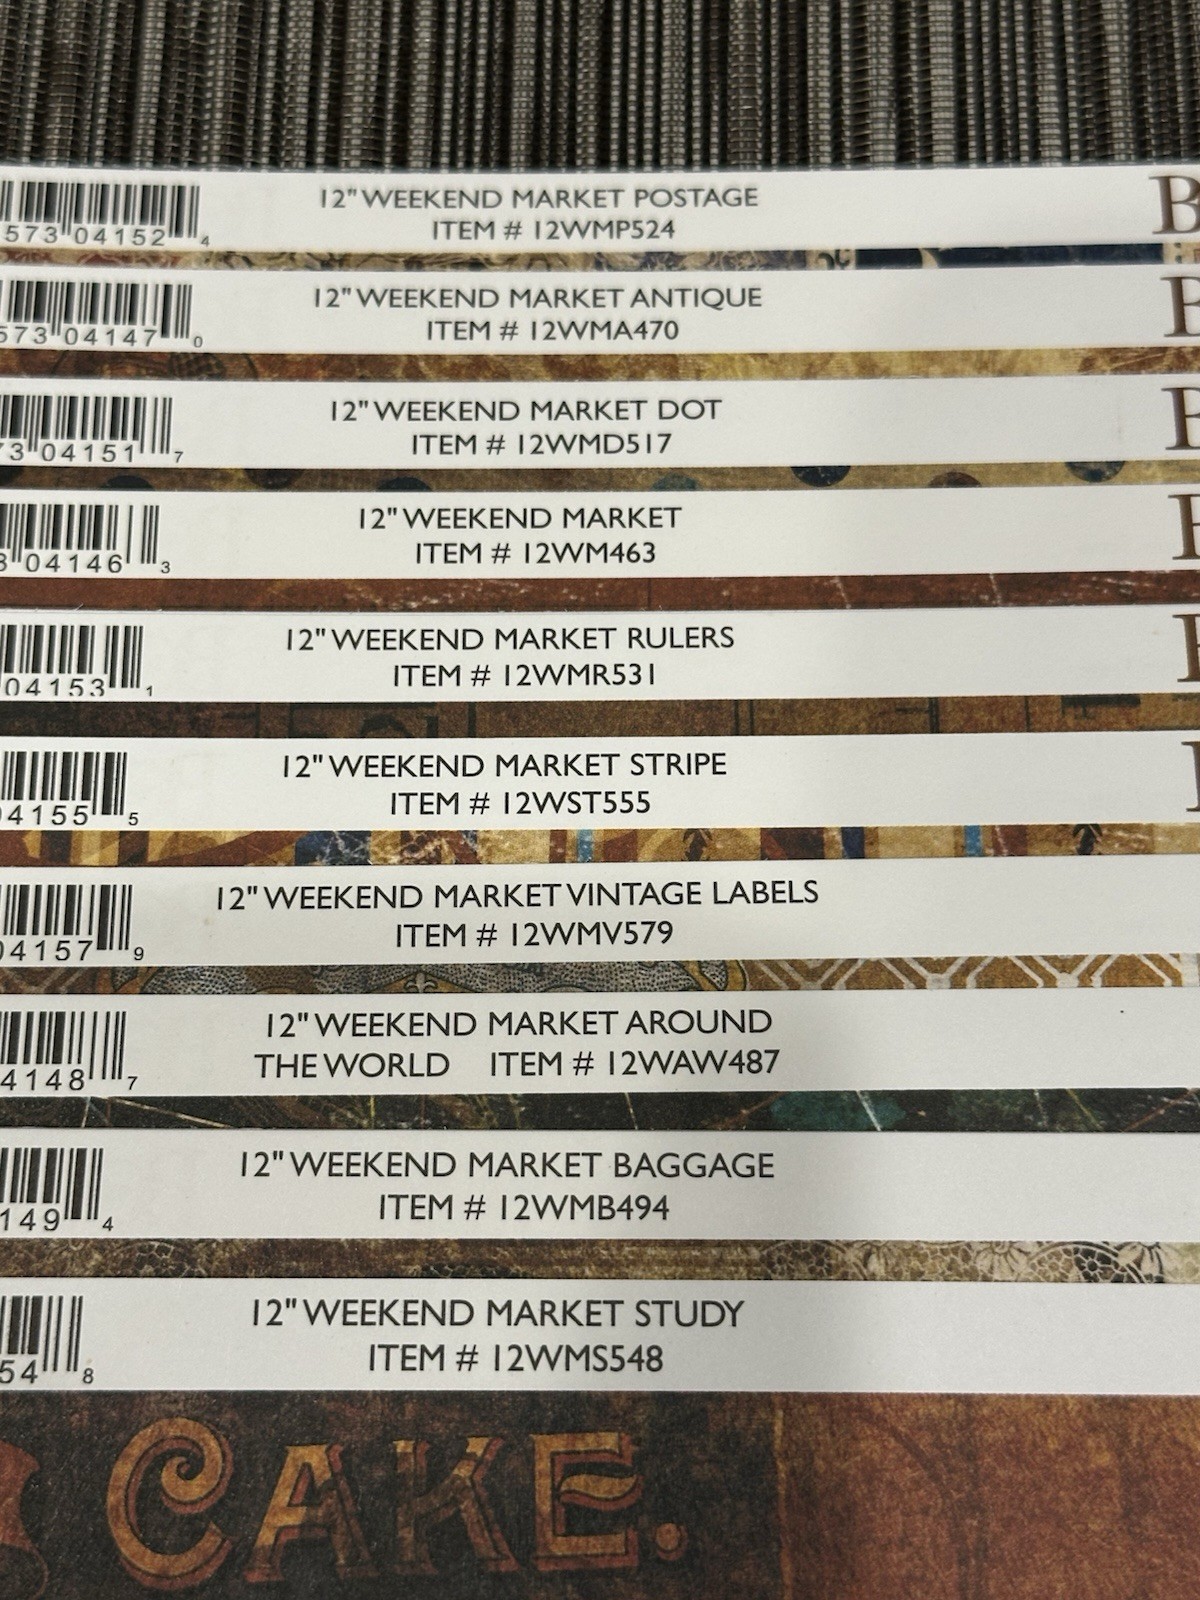 573 04152 4
12" WEEKEND MARKET POSTAGE
ITEM # 12WMP524
B
573 04147 0
12" WEEKEND MARKET ANTIQUE
ITEM # 12WMA470
3 04151 7
12" WEEKEND MARKET DOT
ITEM # 12WMD517
04146 3
12" WEEKEND MARKET
ITEM # 12WM463
04153 1
12" WEEKEND MARKET RULERS
ITEM # 12WMR531
04155 5
12" WEEKEND MARKET STRIPE
ITEM # 12WST555
04157 9
12" WEEKEND MARKET VINTAGE LABELS
ITEM # 12WMV579
4148 7
12" WEEKEND MARKET AROUND
THE WORLD ITEM # 12WAW487
149 4
12" WEEKEND MARKET BAGGAGE
ITEM # 12WMB494
54 8
12" WEEKEND MARKET STUDY
ITEM # 12WMS548
CAKE.